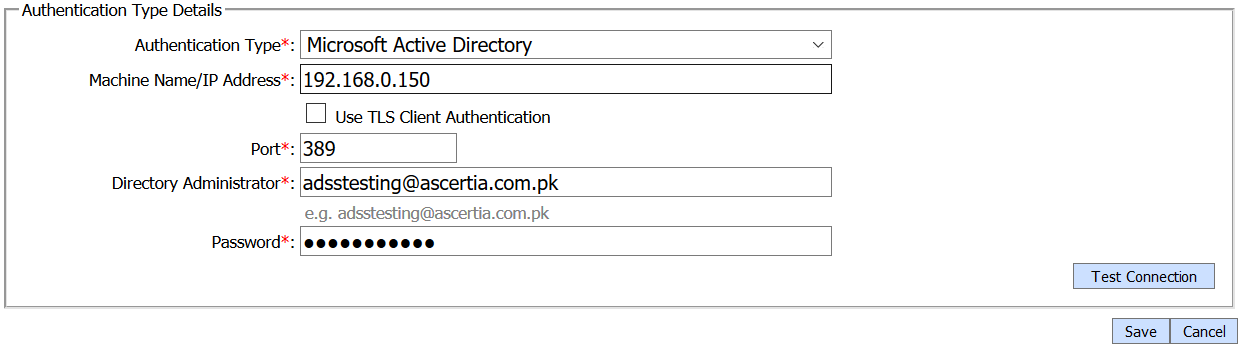 Authentication Type Details
Authentication Type*: Microsoft Active Directory
Machine Name/IP Address*: 192.168.0.150
Use TLS Client Authentication
Port*: 389
Directory Administrator*: adsstesting@ascertia.com.pk
e.g. adsstesting@ascertia.com.pk
Password*: ●●●●●●●●●●●
Test Connection
Save Cancel